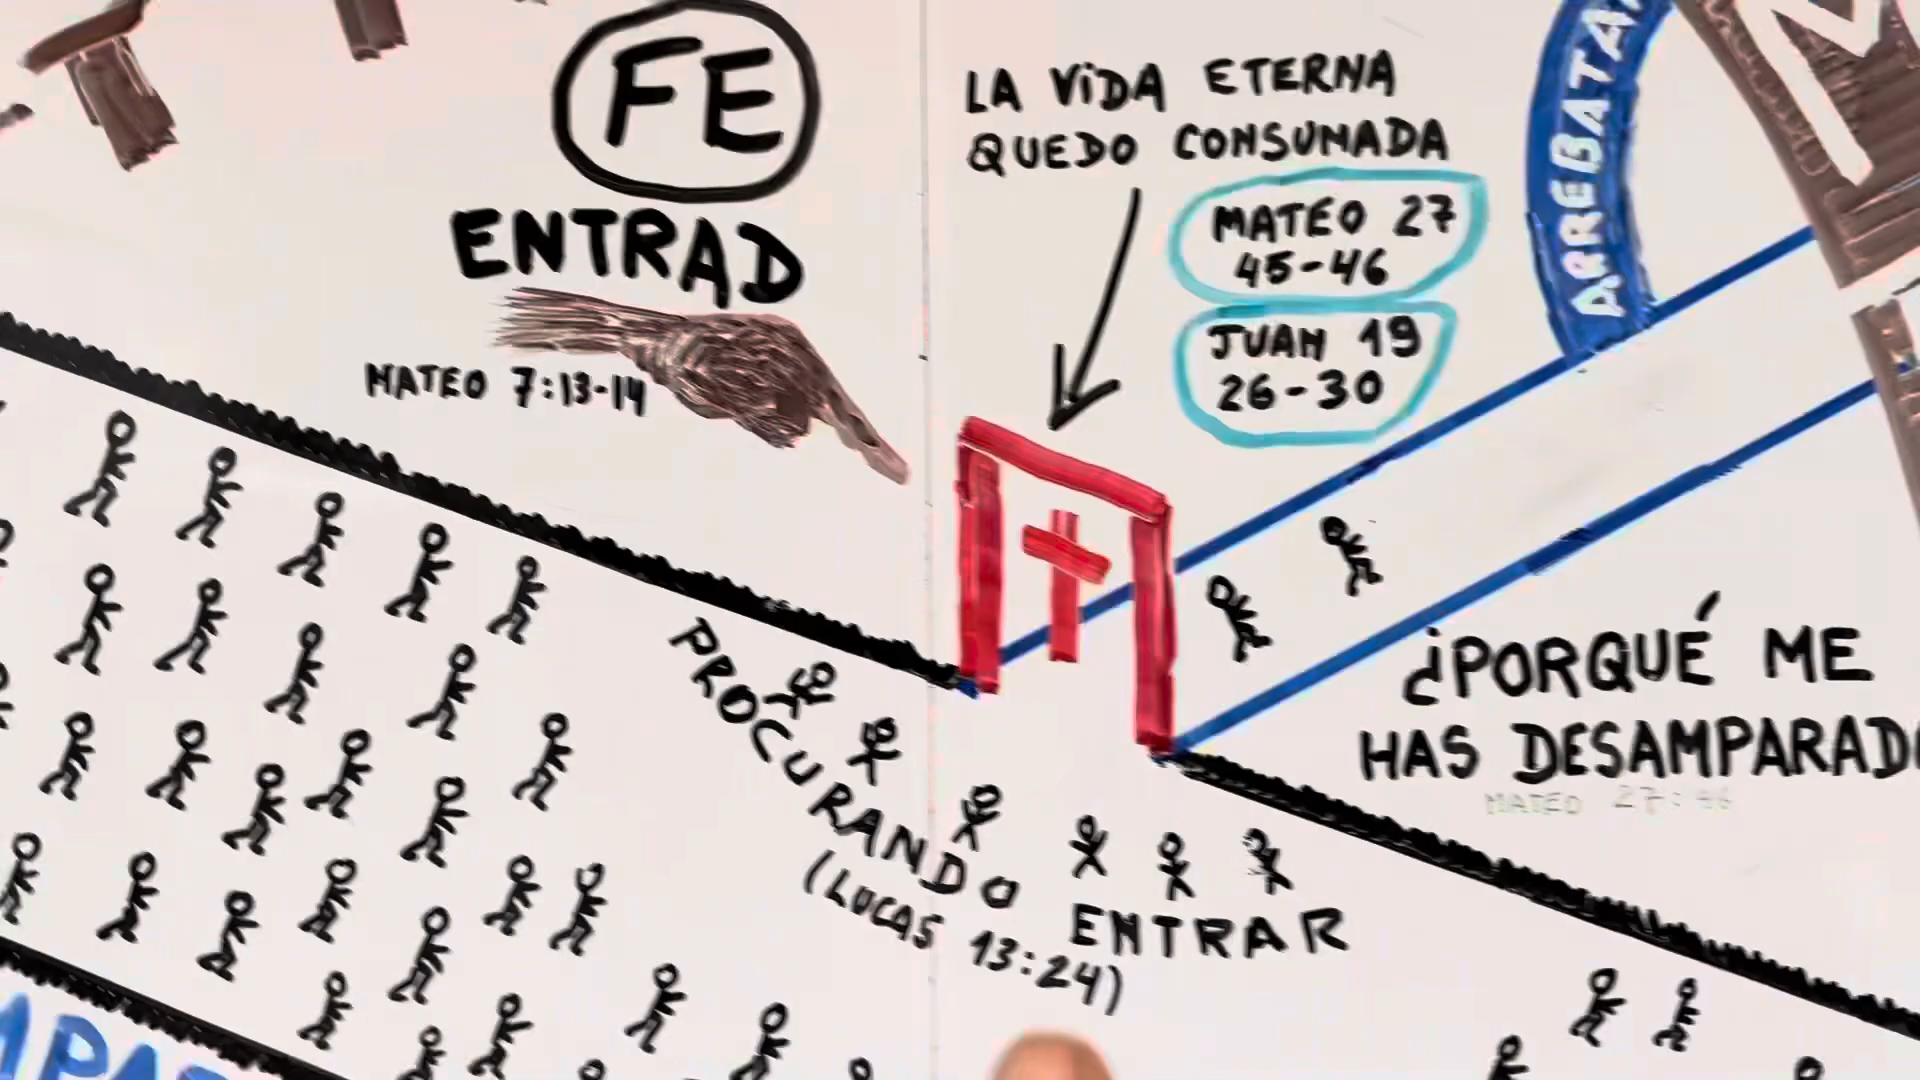 FE
ENTRAD
MATEO 7:13-14
LA ViDA ETERNA
QUEDO CONSUMADA
MATEO 27
45-46
JUAN 19
26-30
PROCURANDO ENTRAR
(LUCAS 13:24)
¿PORQUÉ ME
HAS DESAMPARADO
MATEO 27:46